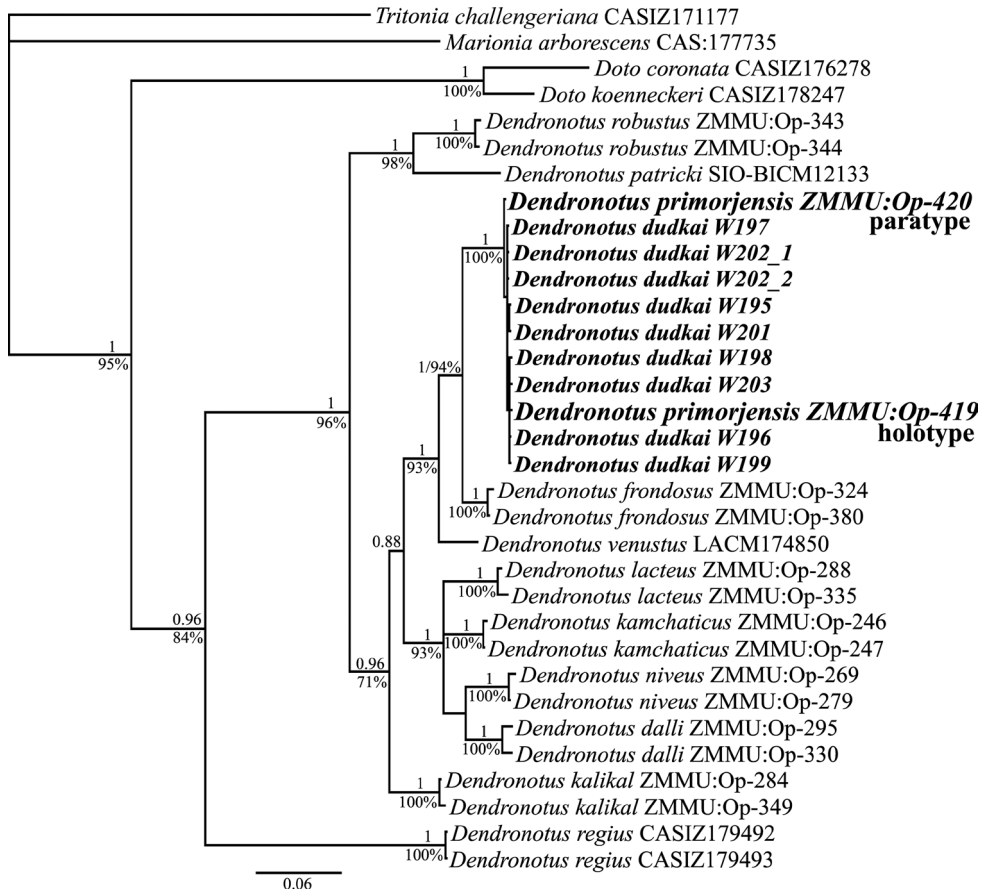 Tritonia challengeriana CASIZ171177
Marionia arborescens CAS:177735
1
100%
Doto coronata CASIZ176278
Doto koenneckeri CASIZ178247
1
98%
1
100%
Dendronotus robustus ZMMU:Op-343
Dendronotus robustus ZMMU:Op-344
Dendronotus patricki SIO-BICM12133
Dendronotus primorjensis ZMMU:Op-420
paratype
1
100%
Dendronotus dudkai W197
Dendronotus dudkai W202_1
Dendronotus dudkai W202_2
Dendronotus dudkai W195
Dendronotus dudkai W201
1
95%
1/94%
Dendronotus dudkai W198
Dendronotus dudkai W203
1
96%
Dendronotus primorjensis ZMMU:Op-419
holotype
Dendronotus dudkai W196
1
93%
Dendronotus dudkai W199
1
100%
Dendronotus frondosus ZMMU:Op-324
Dendronotus frondosus ZMMU:Op-380
0.88
Dendronotus venustus LACM174850
1
100%
Dendronotus lacteus ZMMU:Op-288
Dendronotus lacteus ZMMU:Op-335
0.96
84%
1
93%
1
100%
Dendronotus kamchaticus ZMMU:Op-246
Dendronotus kamchaticus ZMMU:Op-247
0.96
71%
1
100%
Dendronotus niveus ZMMU:Op-269
Dendronotus niveus ZMMU:Op-279
1
100%
Dendronotus dalli ZMMU:Op-295
Dendronotus dalli ZMMU:Op-330
1
100%
Dendronotus kalikal ZMMU:Op-284
Dendronotus kalikal ZMMU:Op-349
1
100%
Dendronotus regius CASIZ179492
Dendronotus regius CASIZ179493
0.06